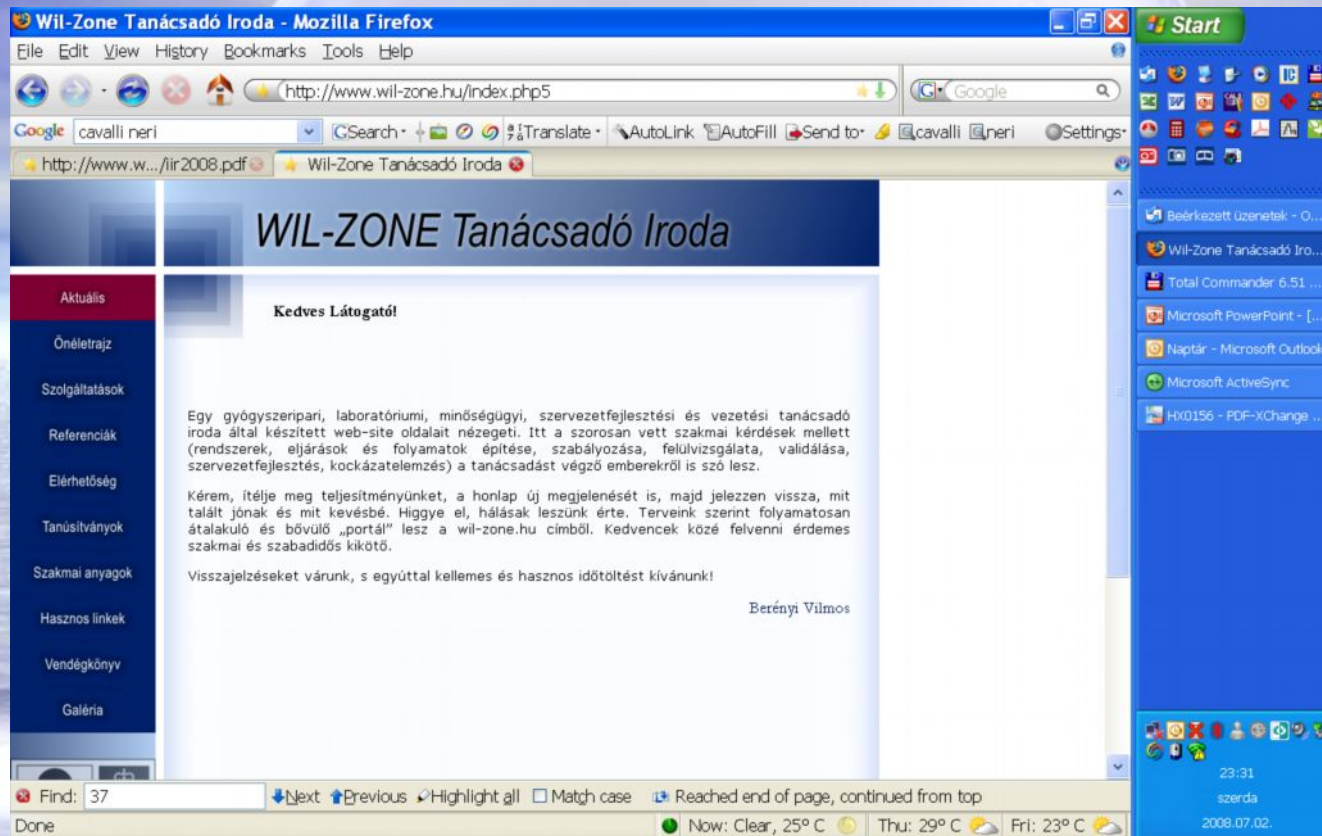 Wil-Zone Tanácsadó Iroda - Mozilla Firefox
File Edit View History Bookmarks Tools Help
http://www.wil-zone.hu/index.php5
Google
Google cavalli neri Search Translate AutoLink AutoFill Send to cavalli neri Settings
http://www.w.../iir2008.pdf Wil-Zone Tanácsadó Iroda
WIL-ZONE Tanácsadó Iroda
Aktuális
Önéletrajz
Szolgáltatások
Referenciák
Elérhetőség
Tanúsítványok
Szakmai anyagok
Hasznos linkek
Vendégkönyv
Galéria
Kedves Látogató!
Egy gyógyszeripari, laboratóriumi, minőségügyi, szervezetfejlesztési és vezetési tanácsadó
iroda által készített web-site oldalait nézegeti. Itt a szorosan vett szakmai kérdések mellett
(rendszerek, eljárások és folyamatok építése, szabályozása, felülvizsgálata, validálása,
szervezetfejlesztés, kockázatelemzés) a tanácsadást végző emberekről is szó lesz.
Kérem, ítélje meg teljesítményünket, a honlap új megjelenését is, majd jelezzen vissza, mit
talált jónak és mit kevésbé. Higgye el, hálásak leszünk érte. Terveink szerint folyamatosan
átalakuló és bővülő „portál” lesz a wil-zone.hu címből. Kedvencek közé felvenni érdemes
szakmai és szabadidős kikötő.
Visszajelzéseket várunk, s egyúttal kellemes és hasznos időtöltést kívánunk!
Berényi Vilmos
Find: 37 Next Previous Highlight all Match case Reached end of page, continued from top
Done Now: Clear, 25° C Thu: 29° C Fri: 23° C
Start
Beérkezett üzenetek - O...
Wil-Zone Tanácsadó Iro...
Total Commander 6.51 ...
Microsoft PowerPoint - [...
Naptár - Microsoft Outlook
Microsoft ActiveSync
HX0156 - PDF-XChange ...
23:31
szerda
2008.07.02.